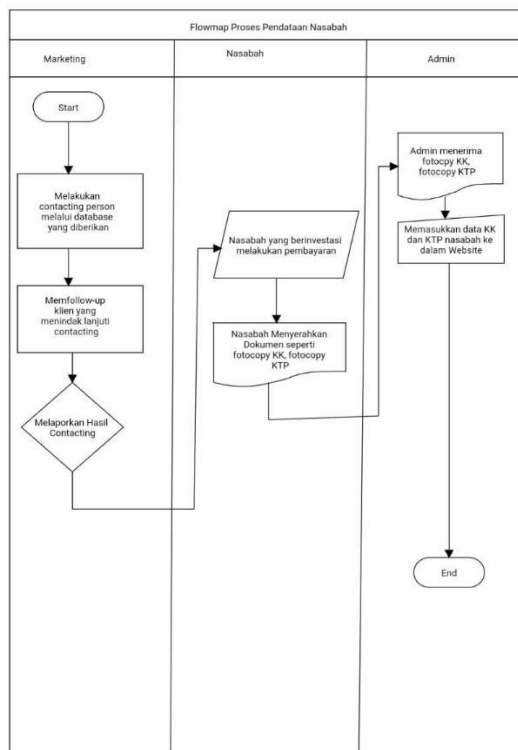 Flowmap Proses Pendataan Nasabah
Marketing
Nasabah
Admin
Start
Melakukan
contacting person
melalui database
yang diberikan
Memfollow-up
klien yang
menindak lanjuti
contacting
Melaporkan Hasil
Contacting
Nasabah yang berinvestasi
melakukan pembayaran
Nasabah Menyerahkan
Dokumen seperti
fotocopy KK, fotocopy
KTP
Admin menerima
fotocpy KK,
fotocopy KTP
Memasukkan data KK
dan KTP nasabah ke
dalam Website
End